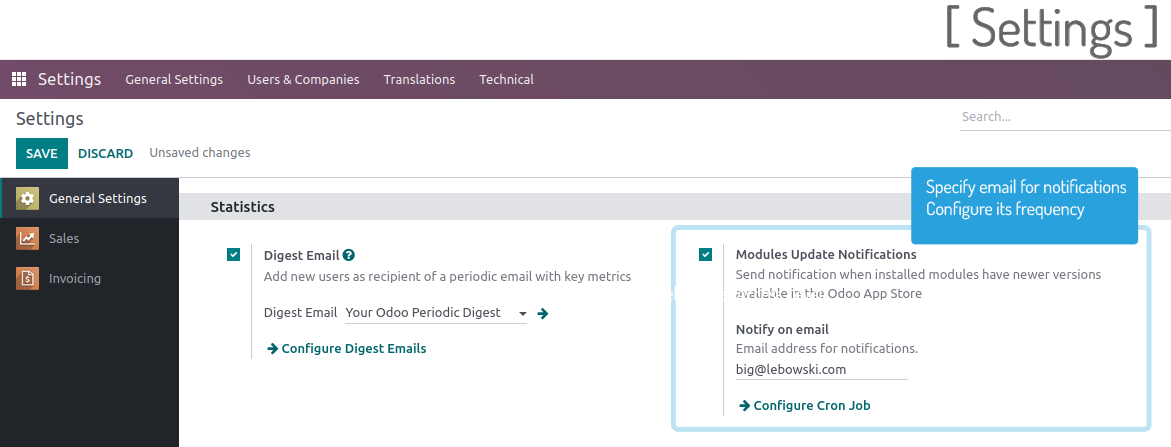 [ Settings ]
Settings
General Settings
Users & Companies
Translations
Technical
Settings
Search...
SAVE
DISCARD
Unsaved changes
Specify email for notifications
Configure its frequency
General Settings
Sales
Invoicing
Statistics
Digest Email
Add new users as recipient of a periodic email with key metrics
Digest Email
Your Odoo Periodic Digest
Configure Digest Emails
Modules Update Notifications
Send notification when installed modules have newer versions
available in the Odoo App Store
Notify on email
Email address for notifications.
big@lebowski.com
Configure Cron Job